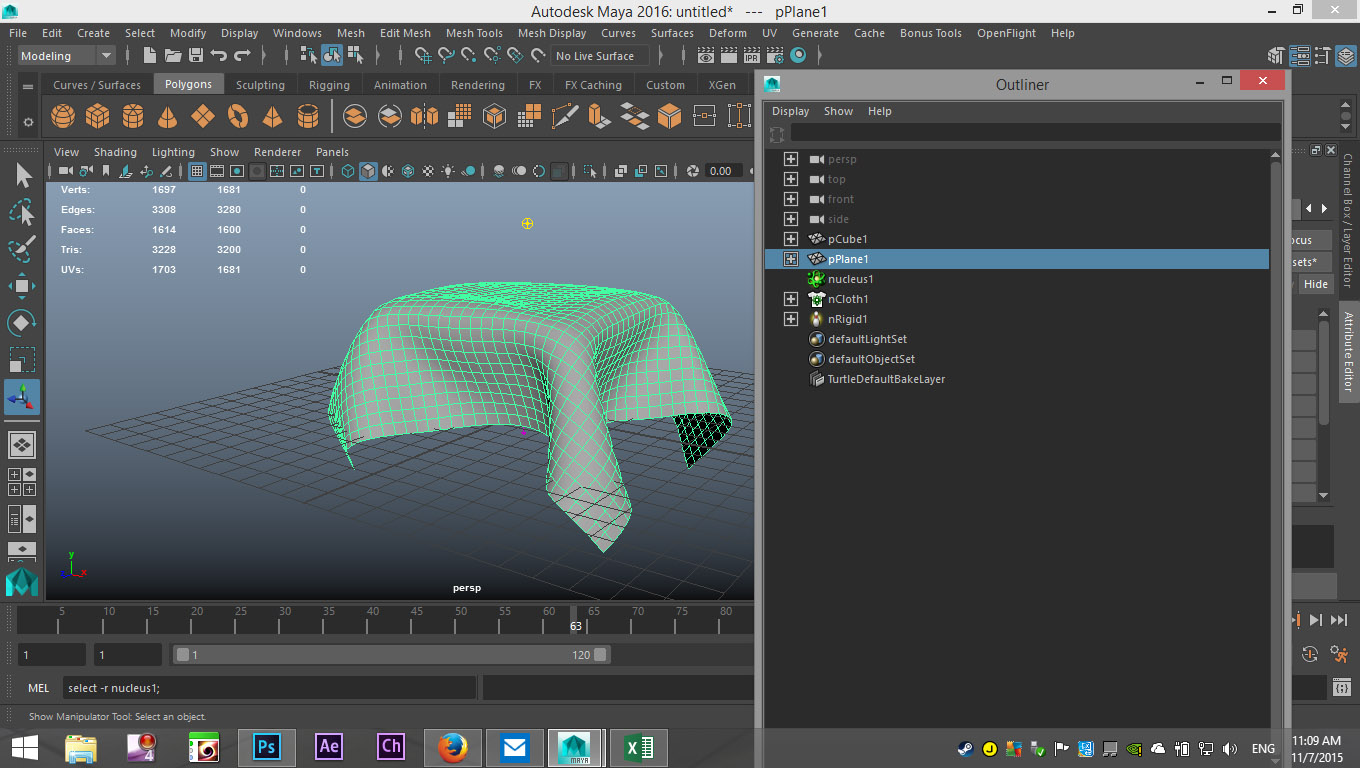 Autodesk Maya 2016: untitled* --- pPlane1
File Edit Create Select Modify Display Windows Mesh Edit Mesh Mesh Tools Mesh Display Curves Surfaces Deform UV Generate Cache Bonus Tools OpenFlight Help
Modeling No Live Surface
Curves / Surfaces Polygons Sculpting Rigging Animation Rendering FX FX Caching Custom XGen
View Shading Lighting Show Renderer Panels
IPR
0.00
Verts: 1697 1681 0
Edges: 3308 3280 0
Faces: 1614 1600 0
Tris: 3228 3200 0
UVs: 1703 1681 0
y
x
persp
Outliner
Display Show Help
persp
top
front
side
pCube1
pPlane1
nucleus1
nCloth1
nRigid1
defaultLightSet
defaultObjectSet
TurtleDefaultBakeLayer
ocus
sets*
Hide
Channel Box / Layer Editor
Attribute Editor
5 10 15 20 25 30 35 40 45 50 55 60 65 70 75 80
63
1 1 1 120
MEL select -r nucleus1;
Show Manipulator Tool: Select an object.
4 Ps Ae Ch MAYA
ENG 11:09 AM
11/7/2015